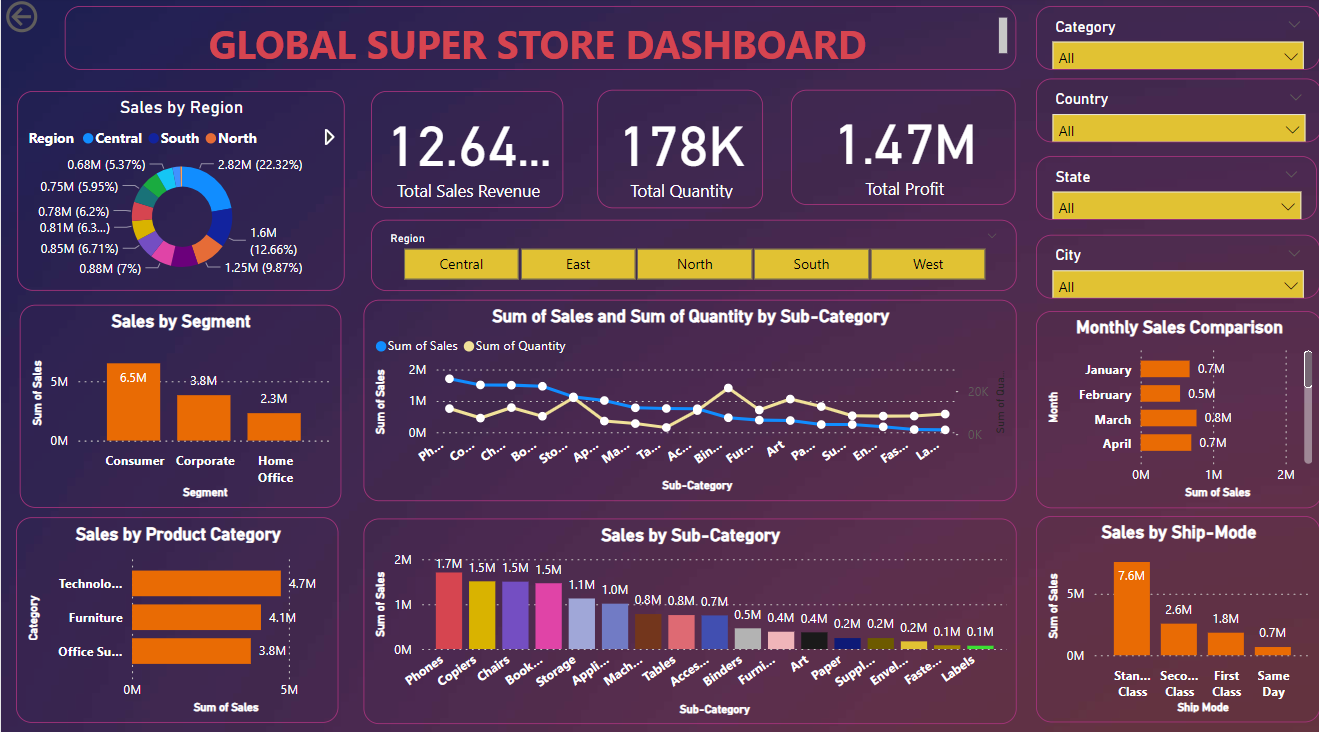 GLOBAL SUPER STORE DASHBOARD
Category
All
Country
All
State
All
City
All
Sales by Region
Region Central South North
0.68M (5.37%)
2.82M (22.32%)
0.75M (5.95%)
0.78M (6.2%)
0.81M (6.3...)
1.6M
(12.66%)
0.85M (6.71%)
0.88M (7%)
1.25M (9.87%)
12.64...
Total Sales Revenue
178K
Total Quantity
1.47M
Total Profit
Region
Central East North South West
Sales by Segment
Sum of Sales
5M
0M
6.5M
3.8M
2.3M
Consumer Corporate Home
Office
Segment
Sum of Sales and Sum of Quantity by Sub-Category
Sum of Sales Sum of Quantity
Sum of Sales
2M
1M
0M
20K
0K
Sum of Qua...
Ph... Co... Ch... Bo... Sto... Ap... Ma... Ta... Ac... Bin... Fur... Art Pa... Su... En... Fas... La...
Sub-Category
Monthly Sales Comparison
Month
January 0.7M
February 0.5M
March 0.8M
April 0.7M
0M 1M 2M
Sum of Sales
Sales by Product Category
Category
Technolo... 4.7M
Furniture 4.1M
Office Su... 3.8M
0M 5M
Sum of Sales
Sales by Sub-Category
Sum of Sales
2M
1M
0M
1.7M 1.5M 1.5M 1.5M 1.1M 1.0M 0.8M 0.8M 0.7M 0.5M 0.4M 0.4M 0.2M 0.2M 0.2M 0.1M 0.1M
Phones Copiers Chairs Book... Storage Appli... Mach... Tables Acces... Binders Furni... Art Paper Suppl... Envel... Faste... Labels
Sub-Category
Sales by Ship-Mode
Sum of Sales
5M
0M
7.6M
2.6M
1.8M
0.7M
Stan... Seco... First Same
Class Class Class Day
Ship Mode